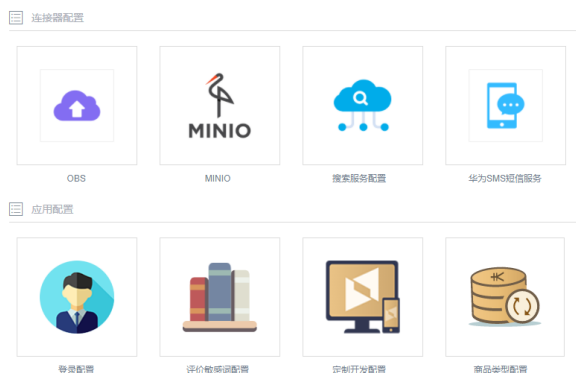 连接器配置
MINIO
OBS
MINIO
搜索服务配置
华为SMS短信服务
应用配置
登录配置
评价敏感词配置
定制开发配置
商品类型配置